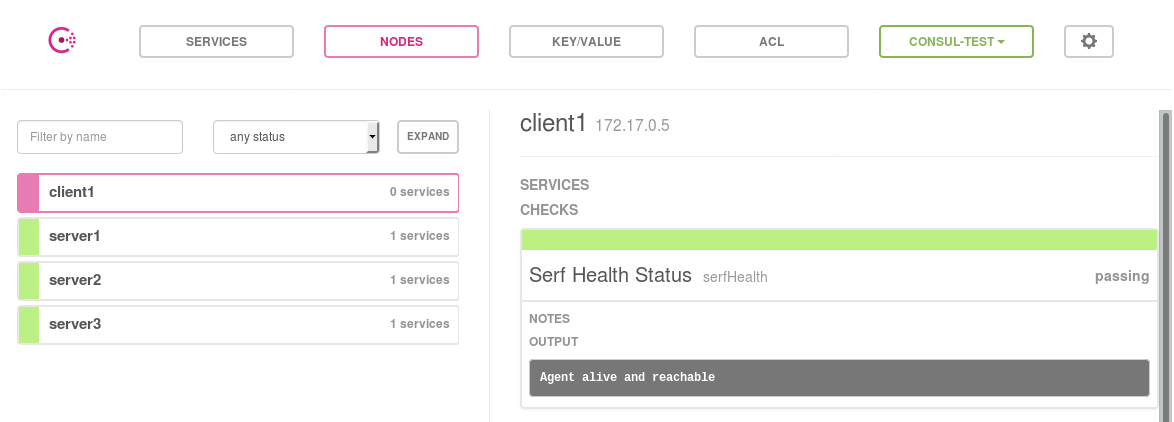 SERVICES NODES KEY/VALUE ACL CONSUL-TEST
Filter by name any status EXPAND
client1 0 services
server1 1 services
server2 1 services
server3 1 services
client1 172.17.0.5
SERVICES
CHECKS
Serf Health Status serfHealth passing
NOTES
OUTPUT
Agent alive and reachable